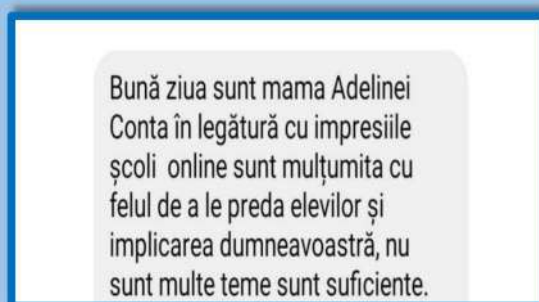 Bună ziua sunt mama Adelinei
Conta în legătură cu impresiile
școli  online sunt mulțumita cu
felul de a le preda elevilor și
implicarea dumneavoastră, nu
sunt multe teme sunt suficiente.